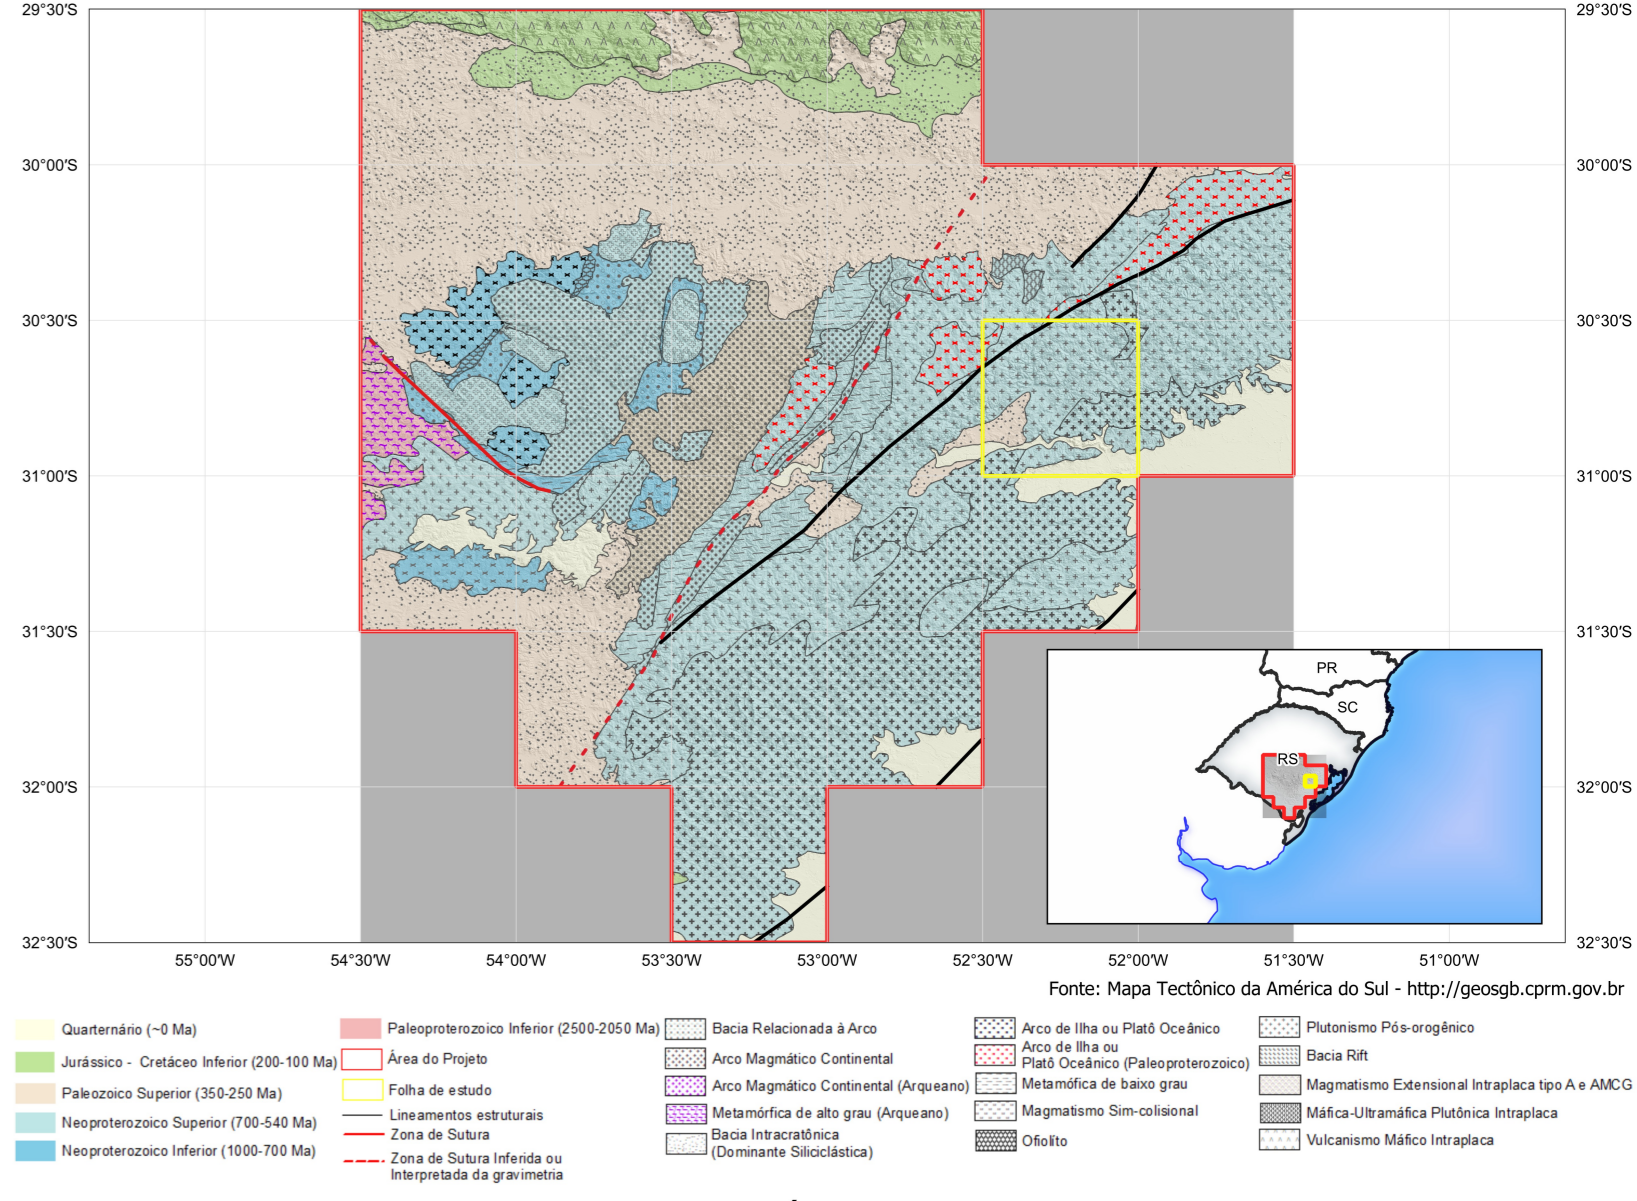 29°30'S
29°30'S
30°00'S
30°00'S
30°30'S
30°30'S
31°00'S
31°00'S
31°30'S
31°30'S
PR
SC
RS
32°00'S
32°00'S
32°30'S
32°30'S
55°00'W
54°30'W
54°00'W
53°30'W
53°00'W
52°30'W
52°00'W
51°30'W
51°00'W
Fonte: Mapa Tectônico da América do Sul - http://geosgb.cprm.gov.br
Quarternário (~0 Ma)
Jurássico - Cretáceo Inferior (200-100 Ma)
Paleozoico Superior (350-250 Ma)
Neoproterozoico Superior (700-540 Ma)
Neoproterozoico Inferior (1000-700 Ma)
Paleoproterozoico Inferior (2500-2050 Ma)
Área do Projeto
Folha de estudo
Lineamentos estruturais
Zona de Sutura
Zona de Sutura Inferida ou
Interpretada da gravimetria
Bacia Relacionada à Arco
Arco Magmático Continental
Arco Magmático Continental (Arqueano)
Metamórfica de alto grau (Arqueano)
Bacia Intracratônica
(Dominante Siliciclástica)
Arco de Ilha ou Platô Oceânico
Arco de Ilha ou
Platô Oceânico (Paleoproterozoico)
Metamófica de baixo grau
Magmatismo Sim-colisional
Ofiolíto
Plutonismo Pós-orogênico
Bacia Rift
Magmatismo Extensional Intraplaca tipo A e AMCG
Máfica-Ultramáfica Plutônica Intraplaca
Vulcanismo Máfico Intraplaca